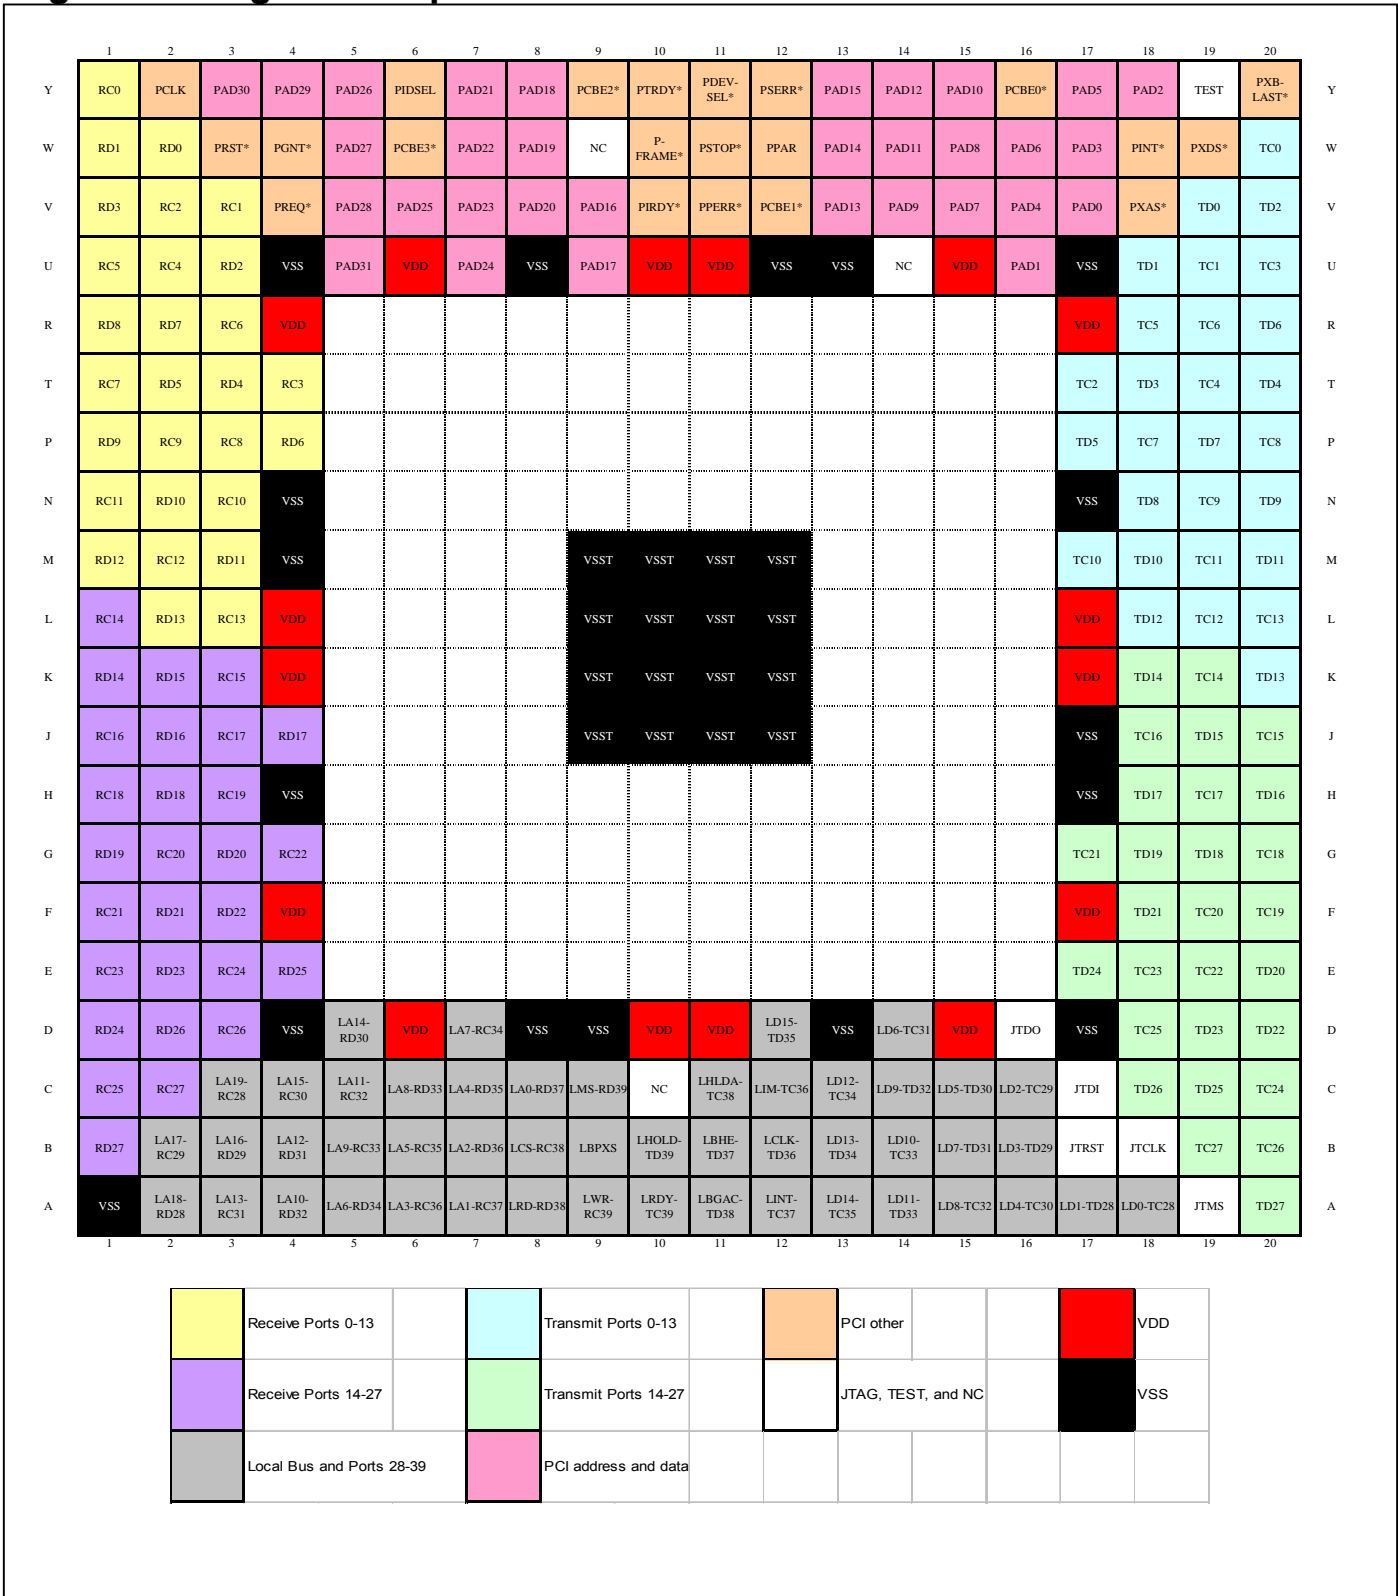 1 2 3 4 5 6 7 8 9 10 11 12 13 14 15 16 17 18 19 20
Y RC0 PCLK PAD30 PAD29 PAD26 PIDSEL PAD21 PAD18 PCBE2* PTRDY* PDEV-SEL* PSERR* PAD15 PAD12 PAD10 PCBE0* PAD5 PAD2 TEST PXB-LAST* Y
W RD1 RD0 PRST* PGNT* PAD27 PCBE3* PAD22 PAD19 NC P-FRAME* PSTOP* PPAR PAD14 PAD11 PAD8 PAD6 PAD3 PINT* PXDS* TC0 W
V RD3 RC2 RC1 PREQ* PAD28 PAD25 PAD23 PAD20 PAD16 PIRDY* PPERR* PCBE1* PAD13 PAD9 PAD7 PAD4 PAD0 PXAS* TD0 TD2 V
U RC5 RC4 RD2 VSS PAD31 VDD PAD24 VSS PAD17 VDD VDD VSS VSS NC VDD PAD1 VSS TD1 TC1 TC3 U
R RD8 RD7 RC6 VDD VDD TC5 TC6 TD6 R
T RC7 RD5 RD4 RC3 TC2 TD3 TC4 TD4 T
P RD9 RC9 RC8 RD6 TD5 TC7 TD7 TC8 P
N RC11 RD10 RC10 VSS VSS TD8 TC9 TD9 N
M RD12 RC12 RD11 VSS VSST VSST VSST VSST TC10 TD10 TC11 TD11 M
L RC14 RD13 RC13 VDD VSST VSST VSST VSST VDD TD12 TC12 TC13 L
K RD14 RD15 RC15 VDD VSST VSST VSST VSST VDD TD14 TC14 TD13 K
J RC16 RD16 RC17 RD17 VSST VSST VSST VSST VSS TC16 TD15 TC15 J
H RC18 RD18 RC19 VSS VSS TD17 TC17 TD16 H
G RD19 RC20 RD20 RC22 TC21 TD19 TD18 TC18 G
F RC21 RD21 RD22 VDD VDD TD21 TC20 TC19 F
E RC23 RD23 RC24 RD25 TD24 TC23 TC22 TD20 E
D RD24 RD26 RC26 VSS LA14-RD30 VDD LA7-RC34 VSS VSS VDD VDD LD15-TD35 VSS LD6-TC31 VDD JTDO VSS TC25 TD23 TD22 D
C RC25 RC27 LA19-RC28 LA15-RC30 LA11-RC32 LA8-RD33 LA4-RD35 LA0-RD37 LMS-RD39 NC LHLDA-TC38 LIM-TC36 LD12-TC34 LD9-TD32 LD5-TD30 LD2-TC29 JTDI TD26 TD25 TC24 C
B RD27 LA17-RC29 LA16-RD29 LA12-RD31 LA9-RC33 LA5-RC35 LA2-RD36 LCS-RC38 LBPXS LHOLD-TD39 LBHE-TD37 LCLK-TD36 LD13-TD34 LD10-TC33 LD7-TD31 LD3-TD29 JTRST JTCLK TC27 TC26 B
A VSS LA18-RD28 LA13-RC31 LA10-RD32 LA6-RD34 LA3-RC36 LA1-RC37 LRD-RD38 LWR-RC39 LRDY-TC39 LBGAC-TD38 LINT-TC37 LD14-TC35 LD11-TD33 LD8-TC32 LD4-TC30 LD1-TD28 LD0-TC28 JTMS TD27 A
1 2 3 4 5 6 7 8 9 10 11 12 13 14 15 16 17 18 19 20
Receive Ports 0-13 Transmit Ports 0-13 PCI other VDD
Receive Ports 14-27 Transmit Ports 14-27 JTAG, TEST, and NC VSS
Local Bus and Ports 28-39 PCI address and data